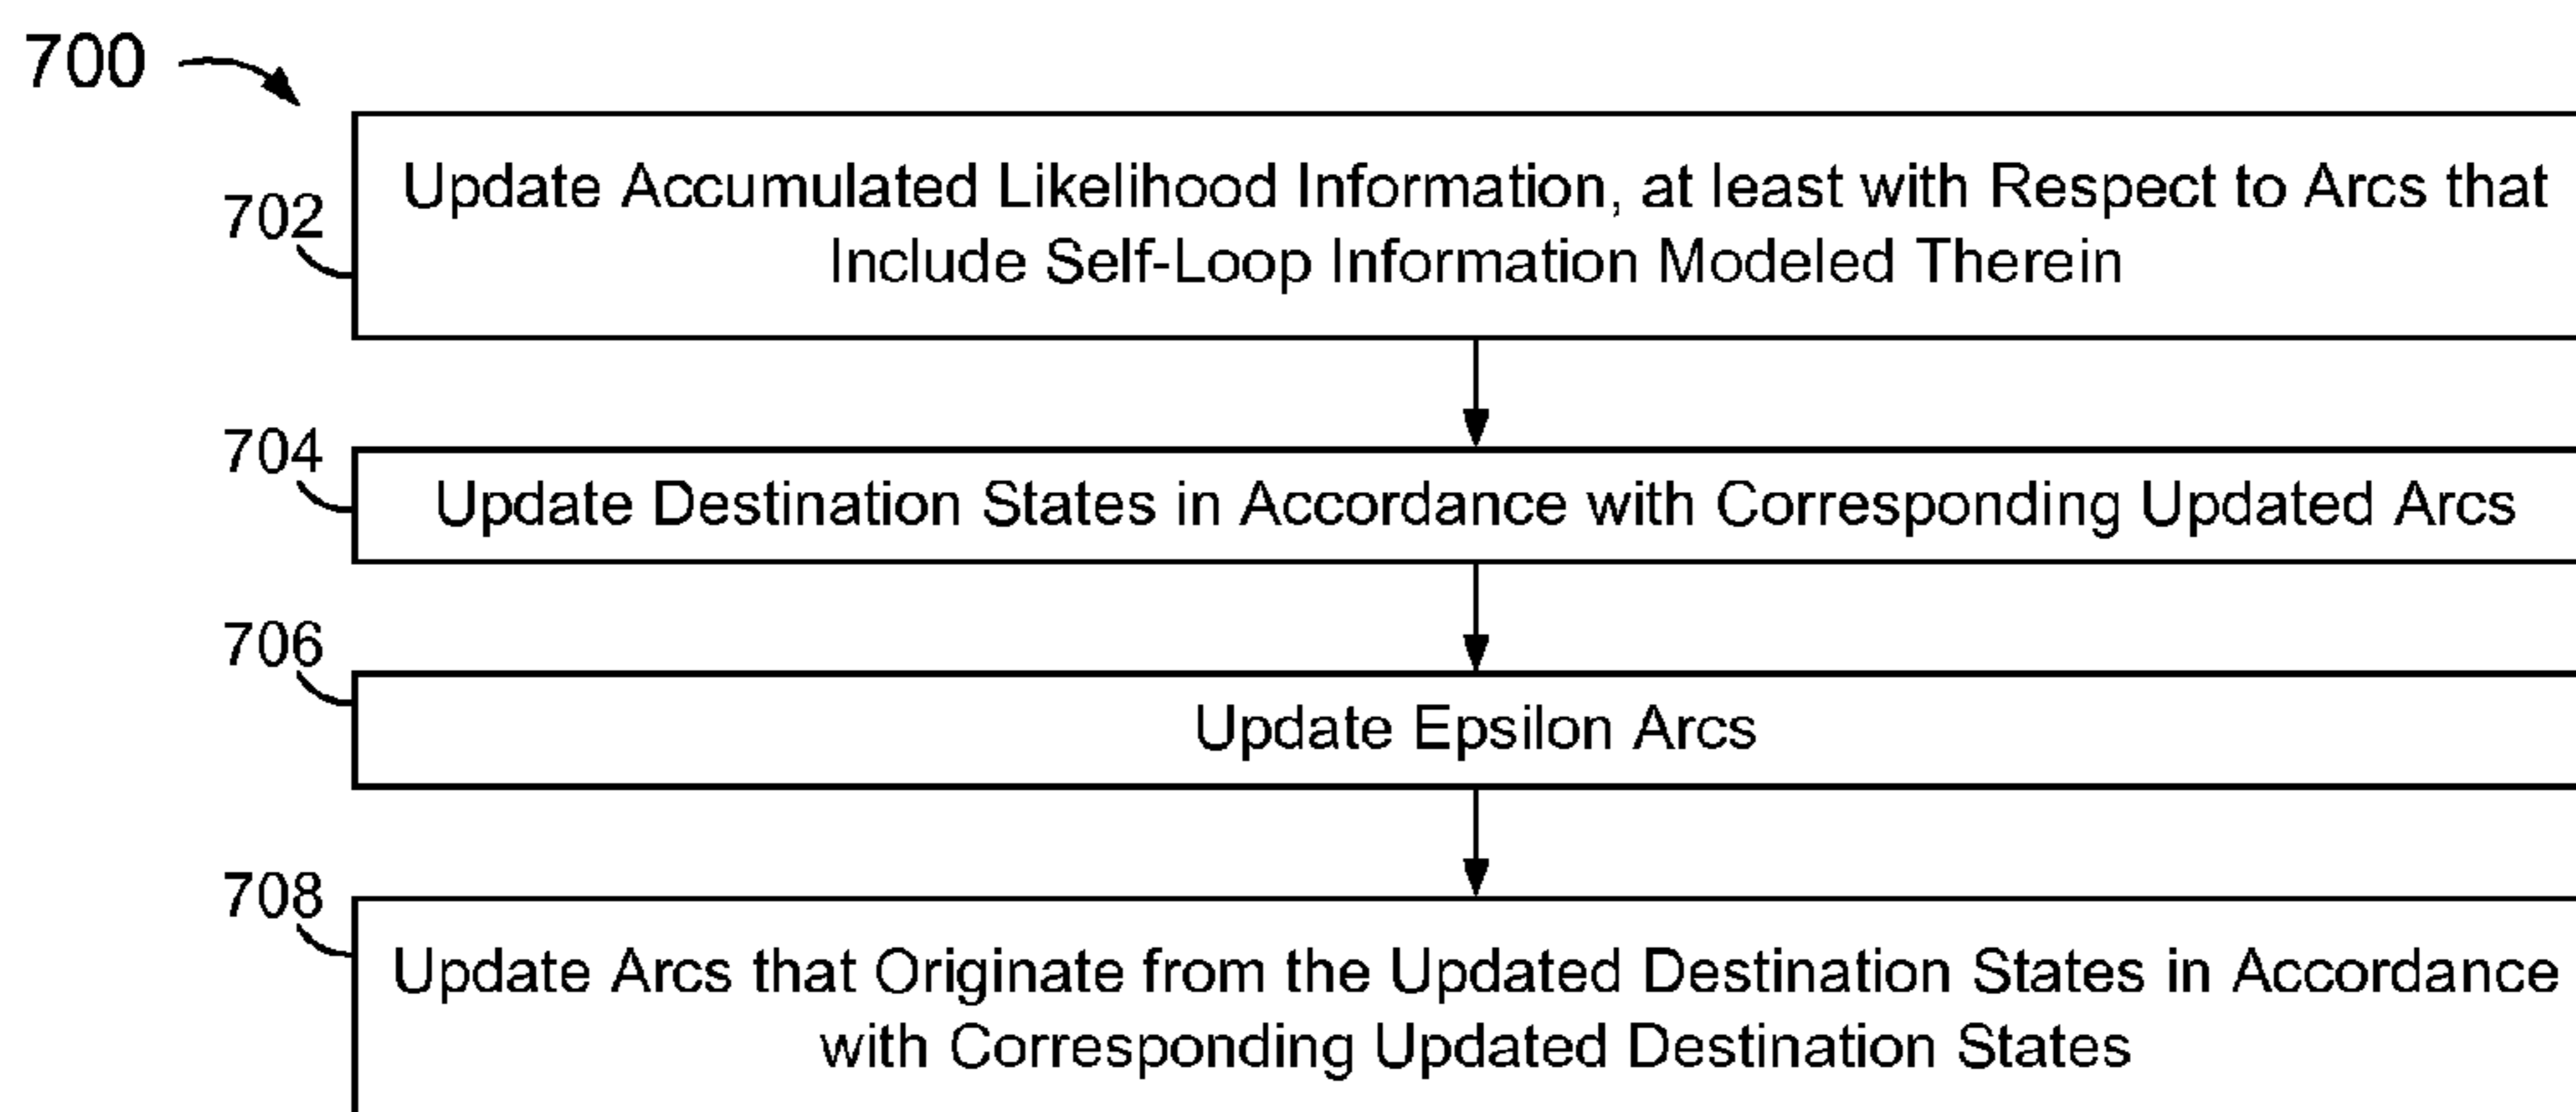 700
702
Update Accumulated Likelihood Information, at least with Respect to Arcs that
Include Self-Loop Information Modeled Therein
704
Update Destination States in Accordance with Corresponding Updated Arcs
706
Update Epsilon Arcs
708
Update Arcs that Originate from the Updated Destination States in Accordance
with Corresponding Updated Destination States